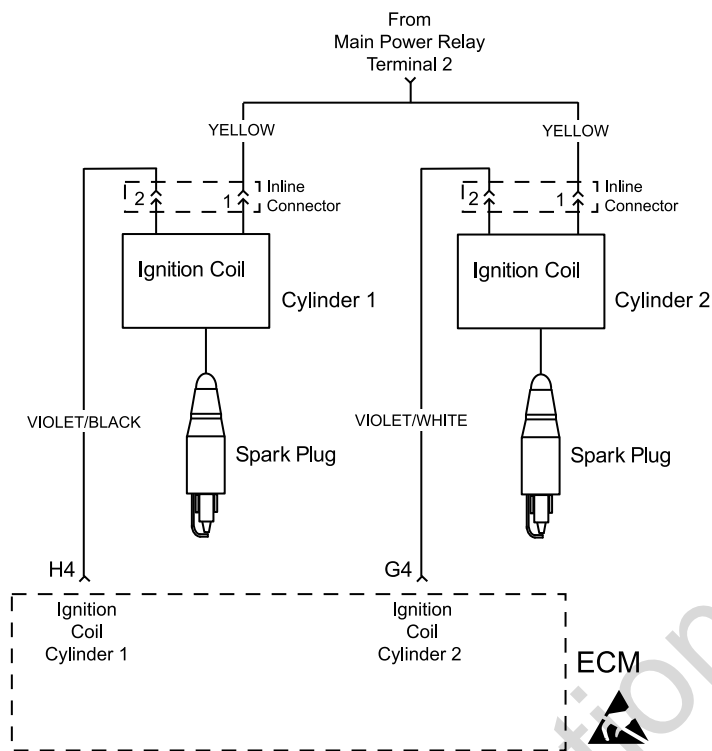 From
Main Power Relay
Terminal 2
YELLOW
YELLOW
2
1
Inline
Connector
2
1
Inline
Connector
Ignition Coil
Cylinder 1
Ignition Coil
Cylinder 2
VIOLET/BLACK
Spark Plug
VIOLET/WHITE
Spark Plug
H4
G4
Ignition
Coil
Cylinder 1
Ignition
Coil
Cylinder 2
ECM